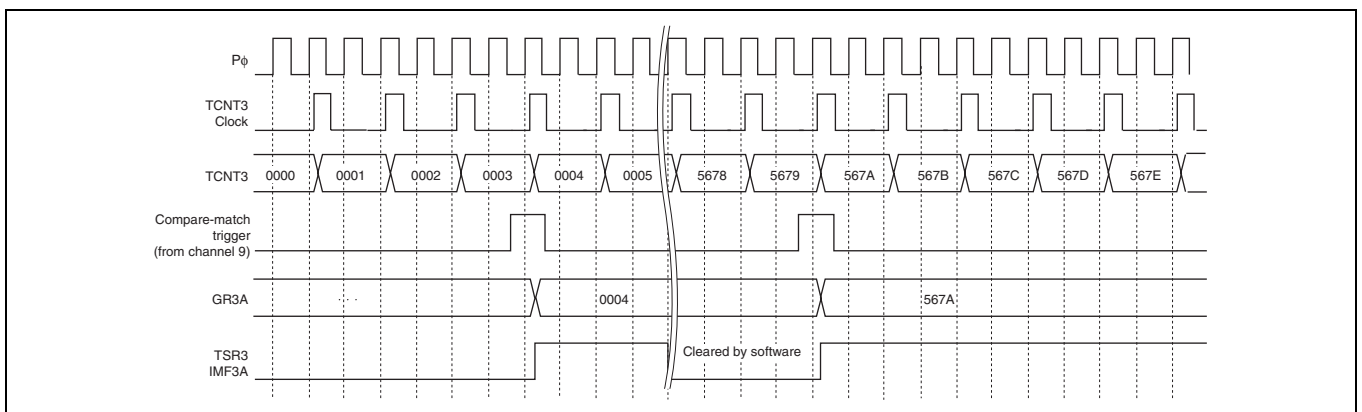 Pϕ
TCNT3
Clock
TCNT3 0000 0001 0002 0003 0004 0005 5678 5679 567A 567B 567C 567D 567E
Compare-match
trigger
(from channel 9)
GR3A . . . 0004 567A
TSR3
IMF3A
Cleared by software